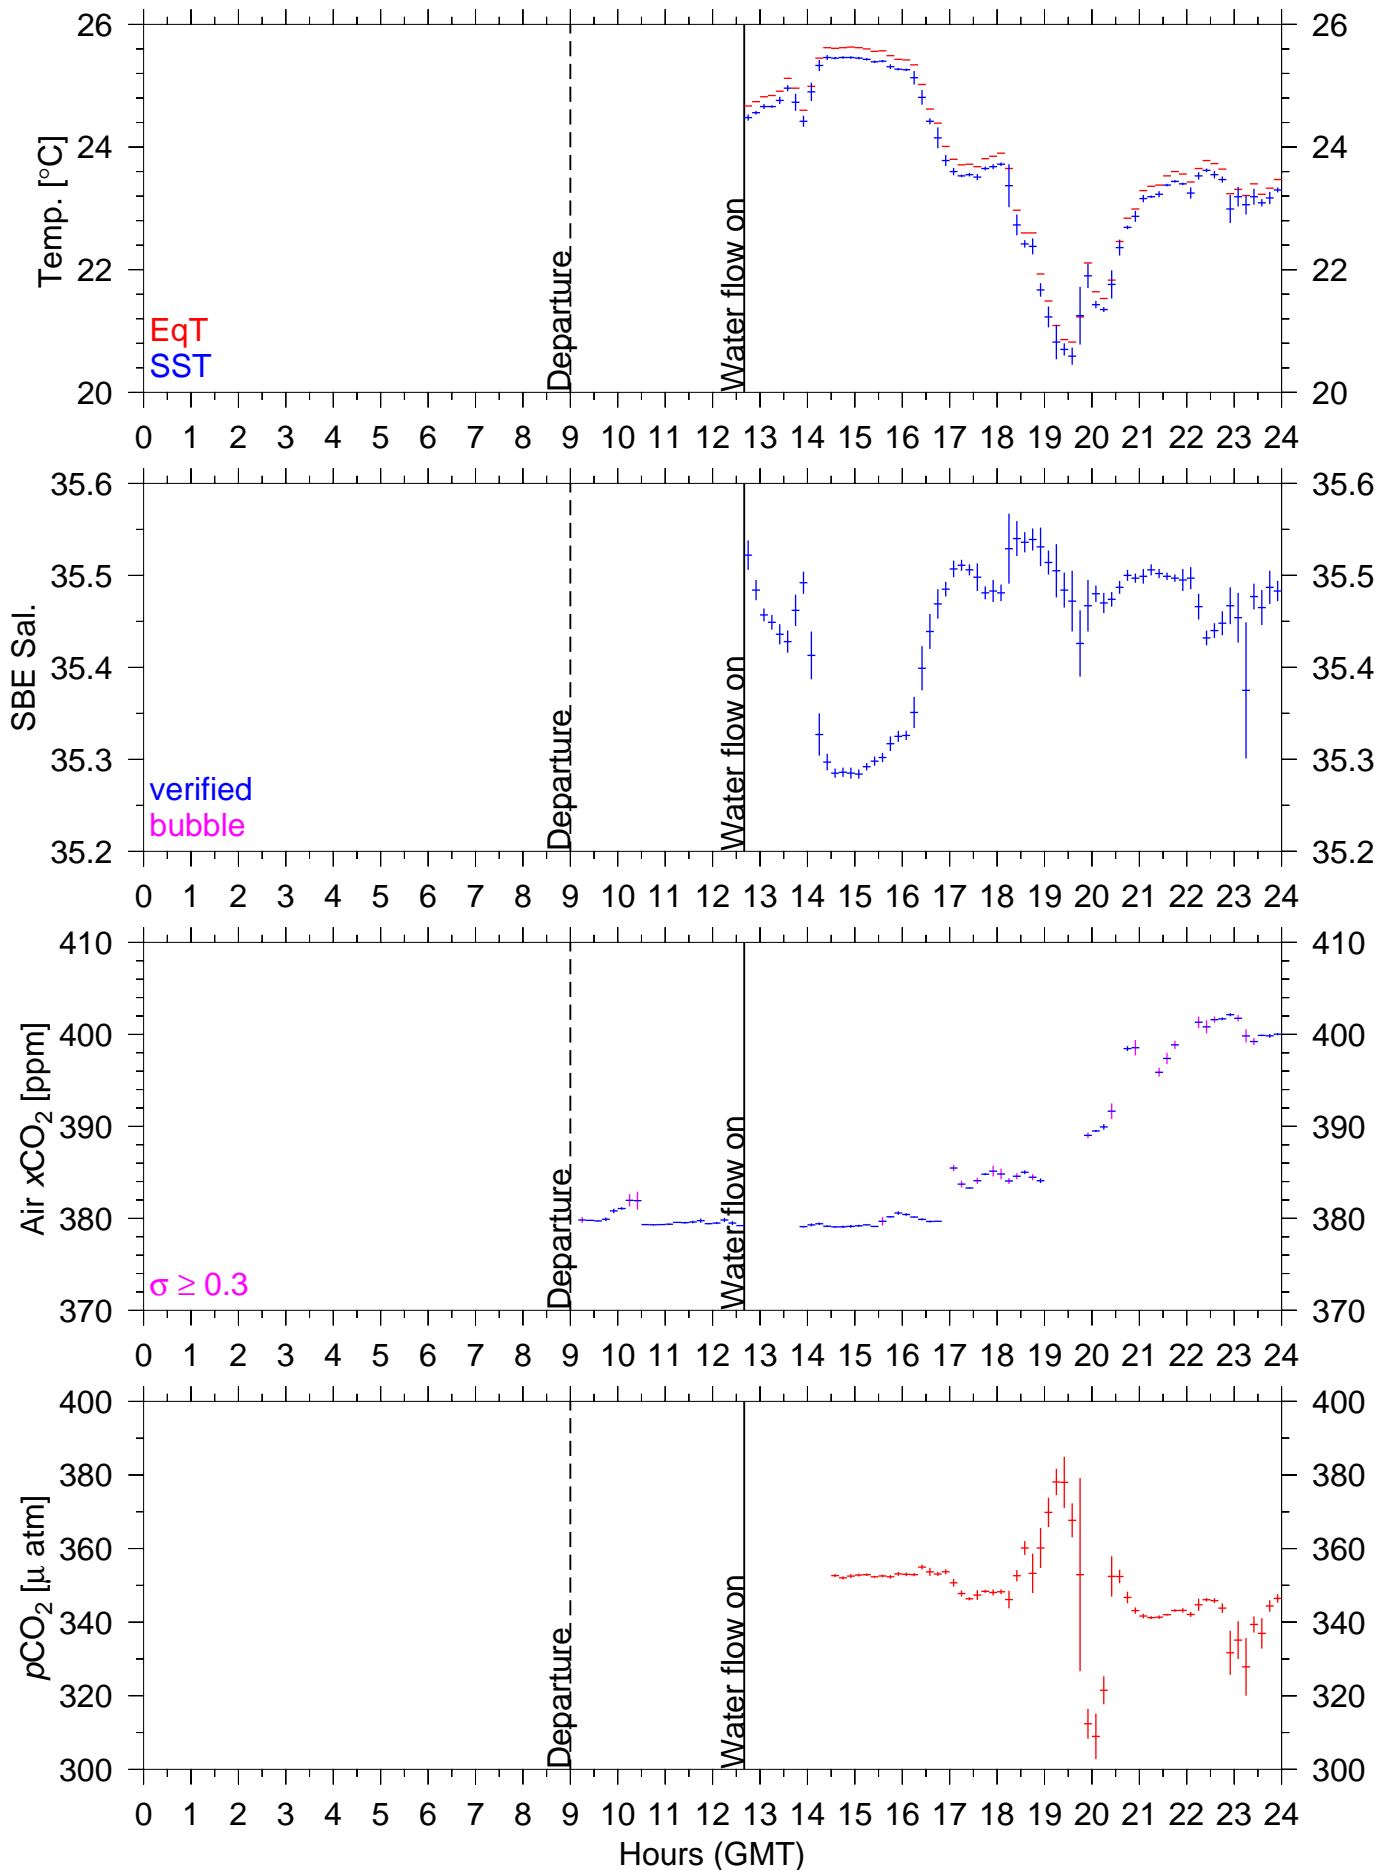 26 26
24 24
22 22
20 20
Temp. [°C]
EqT
SST
Departure
Water flow on
0 1 2 3 4 5 6 7 8 9 10 11 12 13 14 15 16 17 18 19 20 21 22 23 24
35.6 35.6
35.5 35.5
35.4 35.4
35.3 35.3
35.2 35.2
SBE Sal.
verified
bubble
Departure
Water flow on
0 1 2 3 4 5 6 7 8 9 10 11 12 13 14 15 16 17 18 19 20 21 22 23 24
410 410
400 400
390 390
380 380
370 370
Air xCO₂ [ppm]
σ ≥ 0.3
Departure
Water flow on
0 1 2 3 4 5 6 7 8 9 10 11 12 13 14 15 16 17 18 19 20 21 22 23 24
400 400
380 380
360 360
340 340
320 320
300 300
pCO₂ [μ atm]
Departure
Water flow on
0 1 2 3 4 5 6 7 8 9 10 11 12 13 14 15 16 17 18 19 20 21 22 23 24
Hours (GMT)